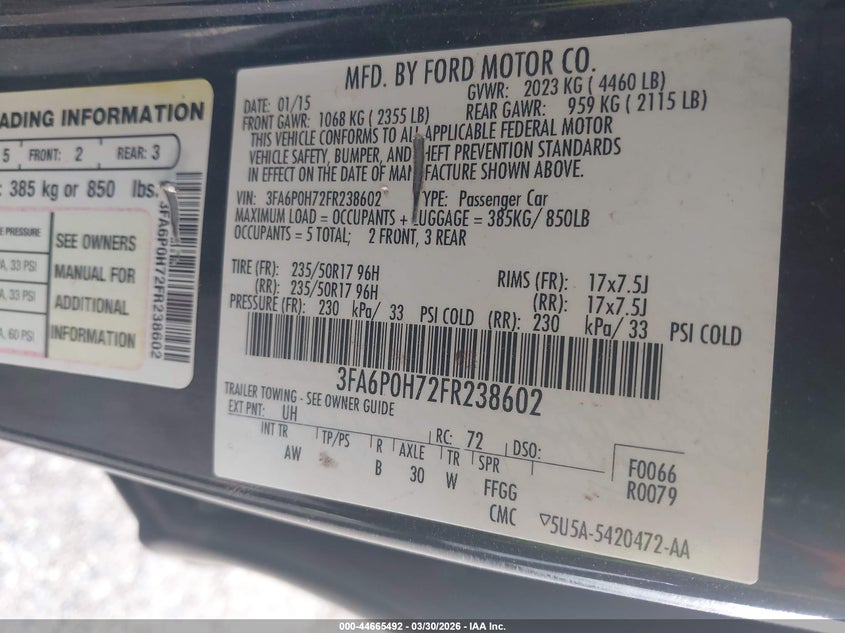 ADING INFORMATION
5 FRONT: 2 REAR: 3
: 385 kg or 850 lbs.
E PRESSURE
A, 33 PSI
A, 33 PSI
A, 60 PSI
SEE OWNERS
MANUAL FOR
ADDITIONAL
INFORMATION
3FA6P0H72FR238602
MFD. BY FORD MOTOR CO.
DATE: 01/15 GVWR: 2023 KG ( 4460 LB)
FRONT GAWR: 1068 KG ( 2355 LB) REAR GAWR: 959 KG ( 2115 LB)
THIS VEHICLE CONFORMS TO ALL APPLICABLE FEDERAL MOTOR
VEHICLE SAFETY, BUMPER, AND THEFT PREVENTION STANDARDS
IN EFFECT ON THE DATE OF MANUFACTURE SHOWN ABOVE.
VIN: 3FA6P0H72FR238602 TYPE: Passenger Car
MAXIMUM LOAD = OCCUPANTS + LUGGAGE = 385KG/ 850LB
OCCUPANTS = 5 TOTAL; 2 FRONT, 3 REAR
TIRE (FR): 235/50R17 96H RIMS (FR): 17x7.5J
(RR): 235/50R17 96H (RR): 17x7.5J
PRESSURE (FR): 230 kPa/ 33 PSI COLD (RR): 230 kPa/ 33 PSI COLD
3FA6P0H72FR238602
TRAILER TOWING - SEE OWNER GUIDE
EXT PNT: UH RC: 72 DSO:
INT TR TP/PS R AXLE TR SPR F0066
AW B 30 W FFGG R0079
CMC ▽5U5A-5420472-AA
000-44665492 — 03/30/2026 - IAA Inc.